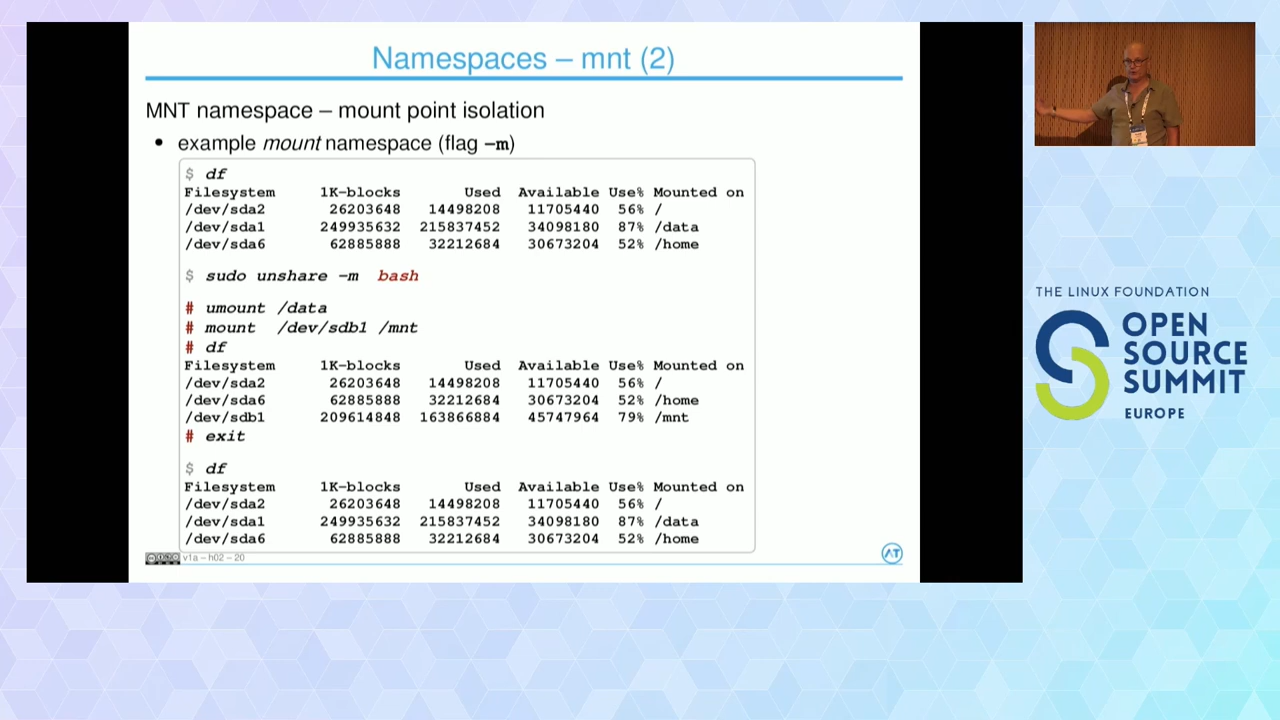 Namespaces – mnt (2)
MNT namespace – mount point isolation
• example mount namespace (flag –m)
$ df
Filesystem 1K–blocks Used Available Use% Mounted on
/dev/sda2 26203648 14498208 11705440 56% /
/dev/sda1 249935632 215837452 34098180 87% /data
/dev/sda6 62885888 32212684 30673204 52% /home
$ sudo unshare –m bash
# umount /data
# mount /dev/sdb1 /mnt
# df
Filesystem 1K–blocks Used Available Use% Mounted on
/dev/sda2 26203648 14498208 11705440 56% /
/dev/sda6 62885888 32212684 30673204 52% /home
/dev/sdb1 209614848 163866884 45747964 79% /mnt
# exit
$ df
Filesystem 1K–blocks Used Available Use% Mounted on
/dev/sda2 26203648 14498208 11705440 56% /
/dev/sda1 249935632 215837452 34098180 87% /data
/dev/sda6 62885888 32212684 30673204 52% /home
v1a – h02 – 20
AT
THE LINUX FOUNDATION
OPEN
SOURCE
SUMMIT
EUROPE